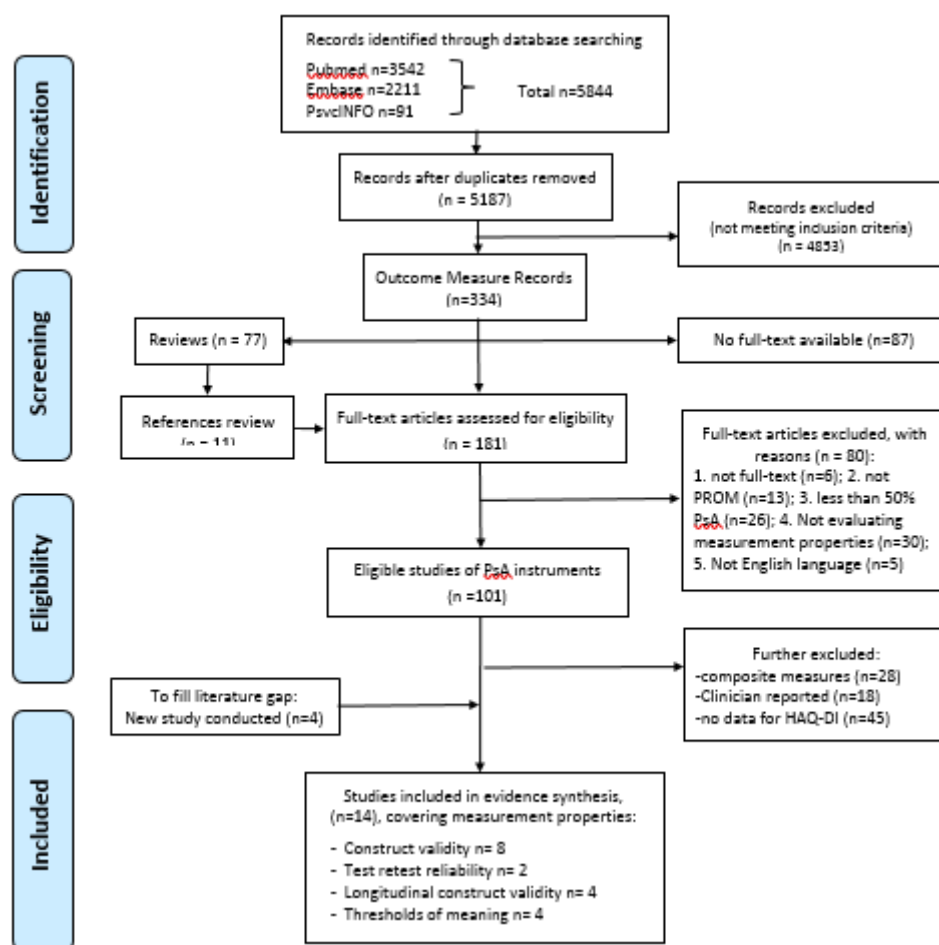 Identification
Records identified through database searching
Pubmed n=3542
Embase n=2211
PsycINFO n=91
Total n=5844
Records after duplicates removed
(n = 5187)
Records excluded
(not meeting inclusion criteria)
(n = 4853)
Screening
Outcome Measure Records
(n=334)
Reviews (n = 77)
No full-text available (n=87)
References review
(n = 11)
Full-text articles assessed for eligibility
(n = 181)
Full-text articles excluded, with
reasons (n = 80):
1. not full-text (n=6); 2. not
PROM (n=13); 3. less than 50%
PsA (n=26); 4. Not evaluating
measurement properties (n=30);
5. Not English language (n=5)
Eligibility
Eligible studies of PsA instruments
(n =101)
Further excluded:
-composite measures (n=28)
-Clinician reported (n=18)
-no data for HAQ-DI (n=45)
To fill literature gap:
New study conducted (n=4)
Included
Studies included in evidence synthesis,
(n=14), covering measurement properties:
- Construct validity n= 8
- Test retest reliability n= 2
- Longitudinal construct validity n= 4
- Thresholds of meaning n= 4